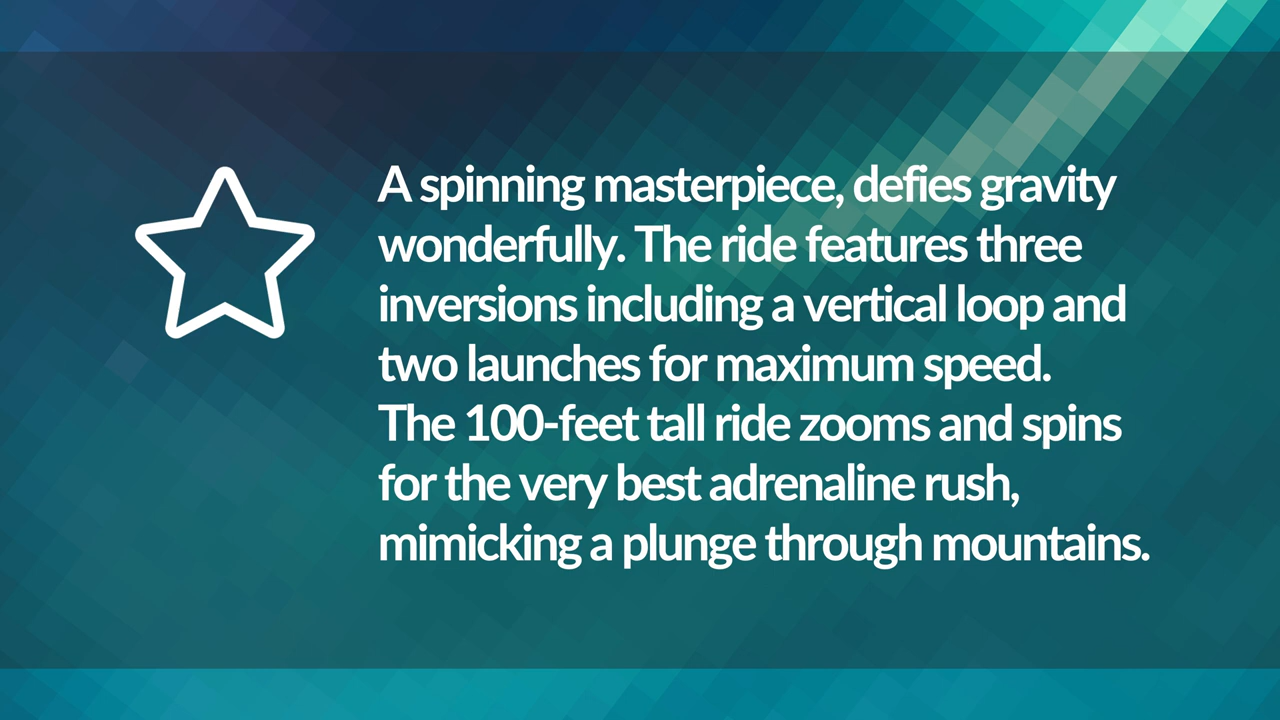 A spinning masterpiece, defies gravity
wonderfully. The ride features three
inversions including a vertical loop and
two launches for maximum speed.
The 100-feet tall ride zooms and spins
for the very best adrenaline rush,
mimicking a plunge through mountains.